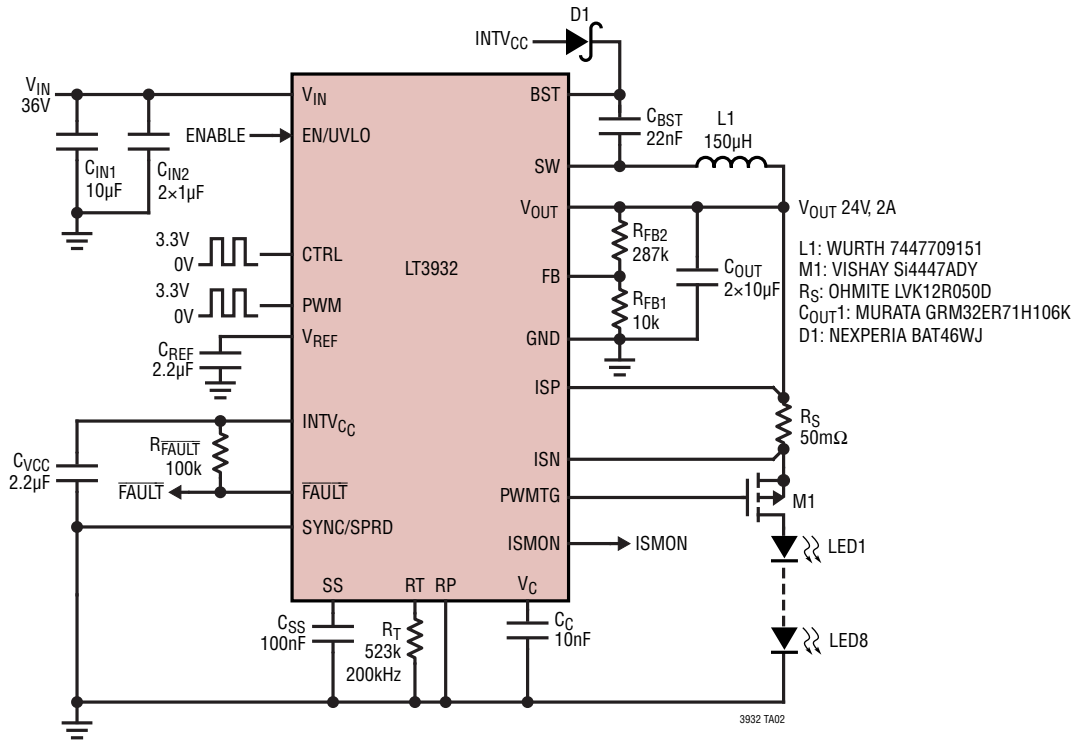 D1
INTVCC
VIN
36V
VIN
BST
CBST
22nF
L1
150µH
ENABLE
EN/UVLO
CIN1
10µF
CIN2
2×1µF
SW
VOUT
VOUT 24V, 2A
RFB2
287k
3.3V
0V
CTRL
LT3932
FB
COUT
2×10µF
L1: WURTH 7447709151
M1: VISHAY Si4447ADY
RS: OHMITE LVK12R050D
COUT1: MURATA GRM32ER71H106K
D1: NEXPERIA BAT46WJ
3.3V
0V
PWM
RFB1
10k
VREF
GND
CREF
2.2µF
ISP
INTVCC
RS
50mΩ
RFAULT
100k
CVCC
2.2µF
ISN
FAULT
FAULT
PWMTG
M1
SYNC/SPRD
ISMON
ISMON
LED1
SS
RT
RP
VC
CSS
100nF
RT
523k
200kHz
CC
10nF
LED8
3932 TA02